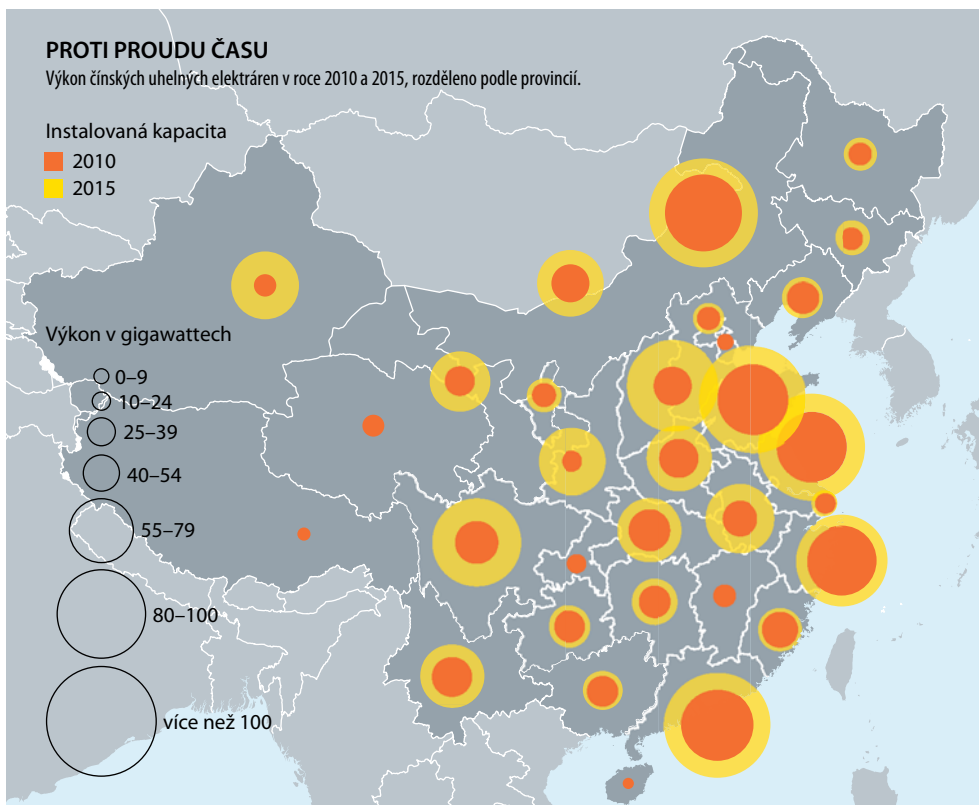 PROTI PROUDU ČASU
Výkon čínských uhelných elektráren v roce 2010 a 2015, rozděleno podle provincií.
Instalovaná kapacita
2010
2015
Výkon v gigawattech
0–9
10–24
25–39
40–54
55–79
80–100
více než 100